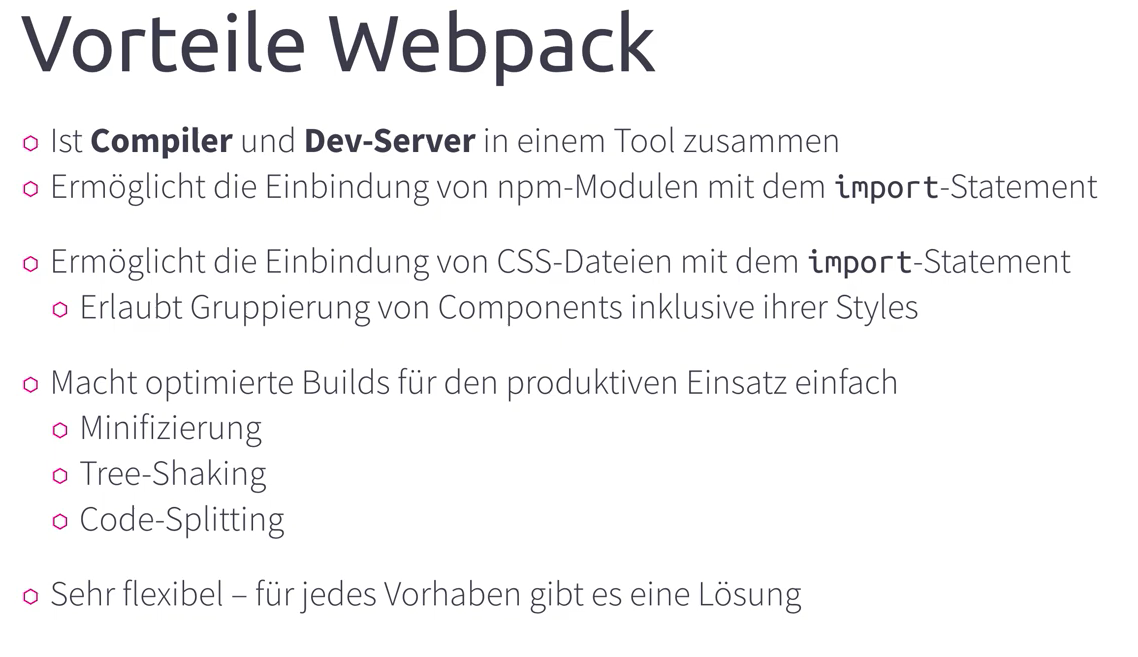 Vorteile Webpack
Ist Compiler und Dev-Server in einem Tool zusammen
Ermöglicht die Einbindung von npm-Modulen mit dem import-Statement
Ermöglicht die Einbindung von CSS-Dateien mit dem import-Statement
Erlaubt Gruppierung von Components inklusive ihrer Styles
Macht optimierte Builds für den produktiven Einsatz einfach
Minifizierung
Tree-Shaking
Code-Splitting
Sehr flexibel – für jedes Vorhaben gibt es eine Lösung